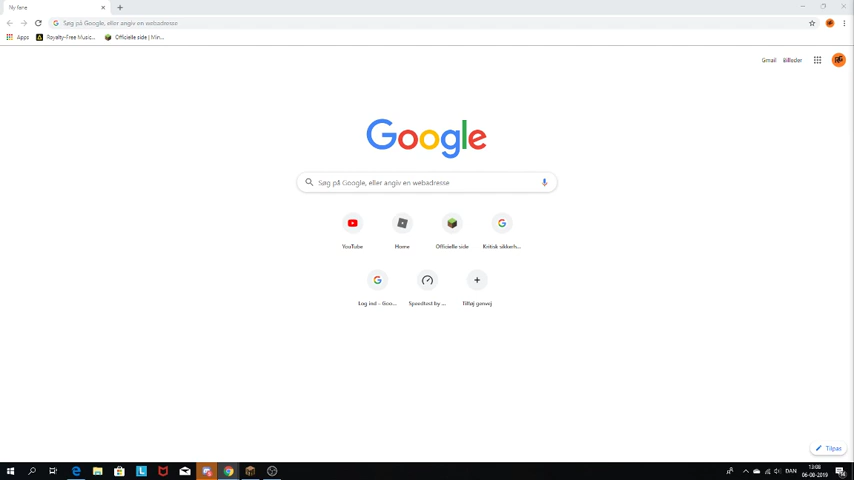 Ny fane
Søg på Google, eller angiv en webadresse
Apps
Royalty-Free Music...
Officielle side | Min...
Gmail
Billeder
Google
Søg på Google, eller angiv en webadresse
YouTube
Home
Officielle side
Kritisk sikkerh...
Log ind - Goo...
Speedtest by ...
Tilføj genvej
Tilpas
DAN
13:08
06-08-2019